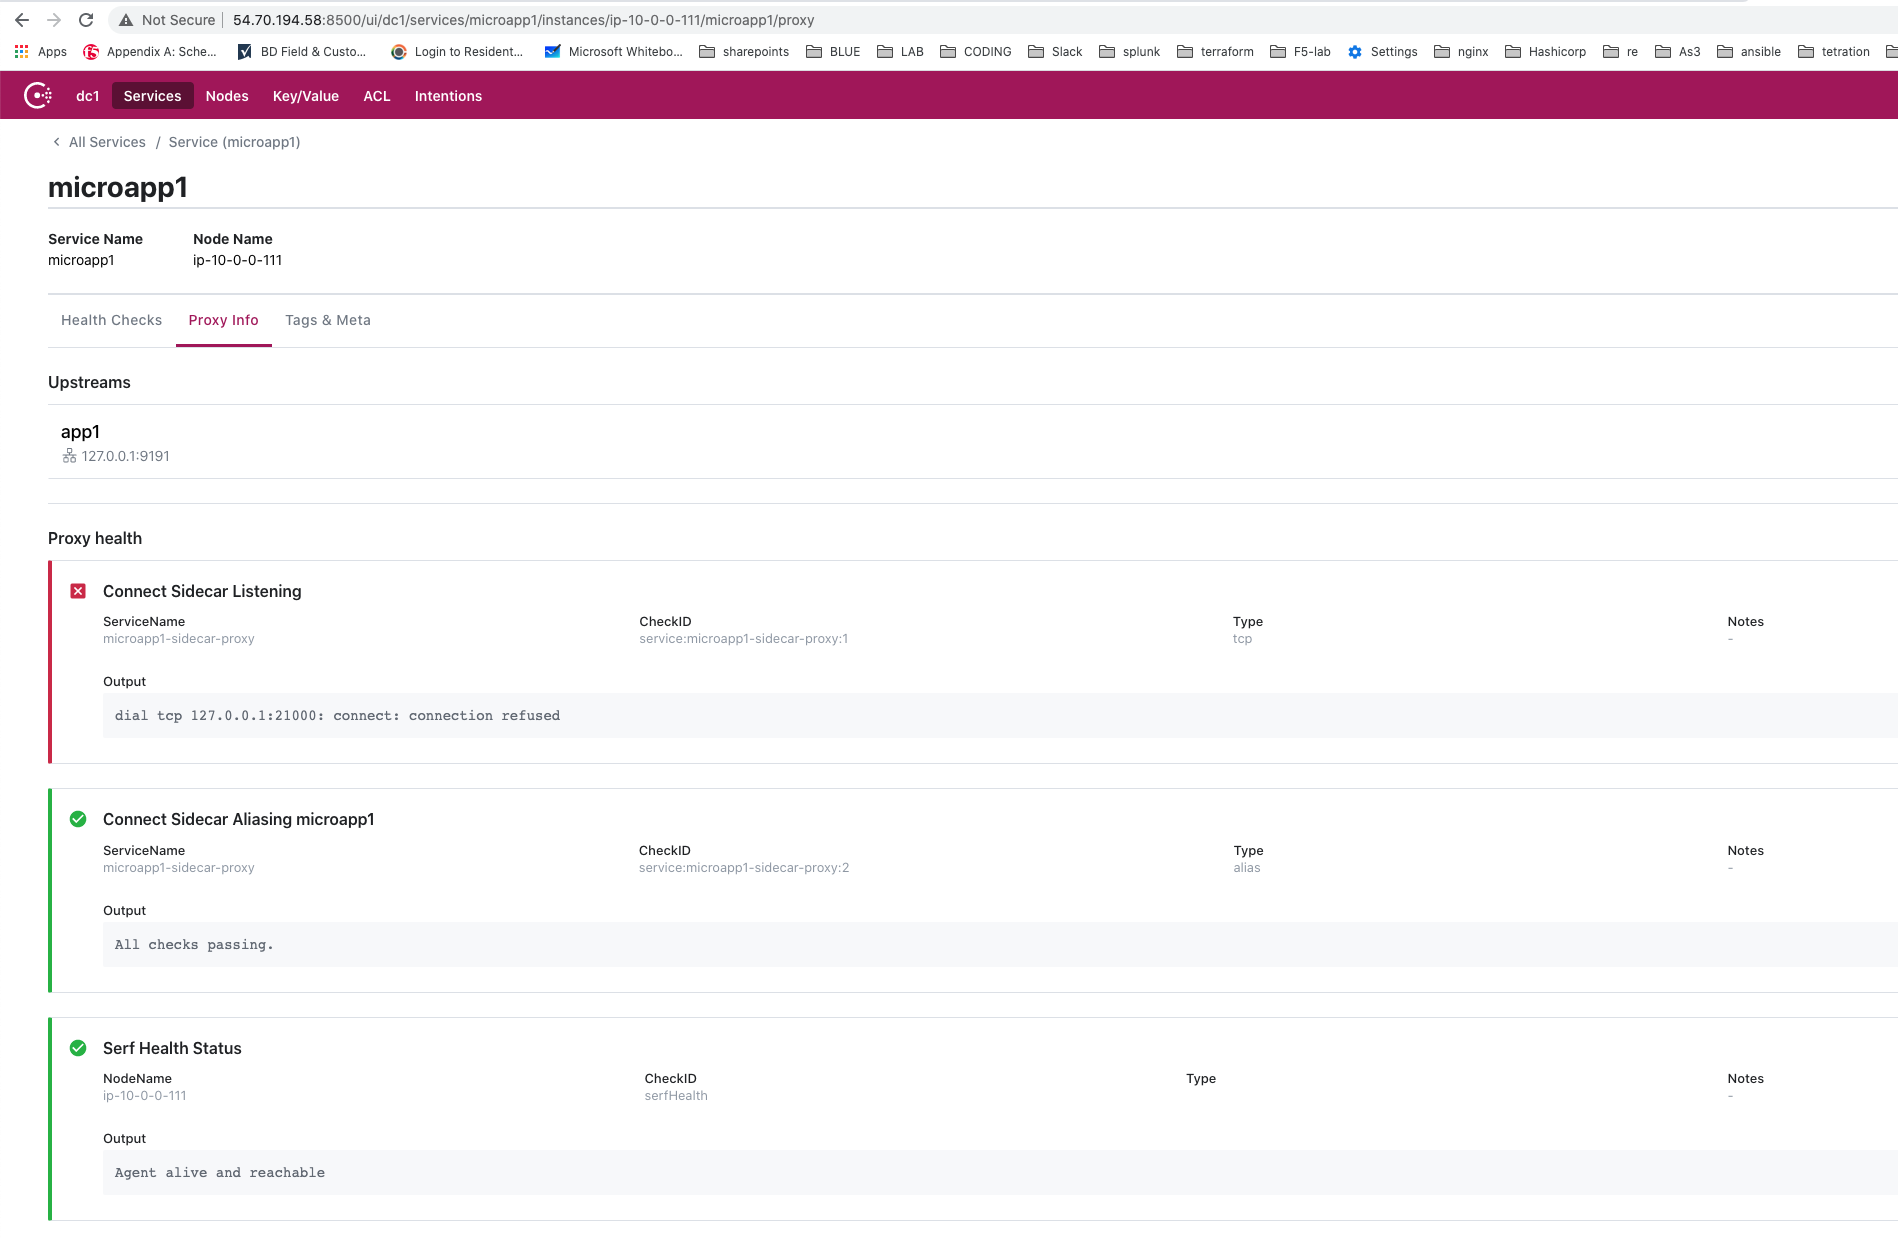 Not Secure | 54.70.194.58:8500/ui/dc1/services/microapp1/instances/ip-10-0-0-111/microapp1/proxy
Apps Appendix A: Sche... BD Field & Custo... Login to Resident... Microsoft Whitebo... sharepoints BLUE LAB CODING Slack splunk terraform F5-lab Settings nginx Hashicorp re As3 ansible tetration
dc1 Services Nodes Key/Value ACL Intentions
All Services / Service (microapp1)
microapp1
Service Name Node Name
microapp1 ip-10-0-0-111
Health Checks Proxy Info Tags & Meta
Upstreams
app1
127.0.0.1:9191
Proxy health
Connect Sidecar Listening
ServiceName CheckID Type Notes
microapp1-sidecar-proxy service:microapp1-sidecar-proxy:1 tcp -
Output
dial tcp 127.0.0.1:21000: connect: connection refused
Connect Sidecar Aliasing microapp1
ServiceName CheckID Type Notes
microapp1-sidecar-proxy service:microapp1-sidecar-proxy:2 alias -
Output
All checks passing.
Serf Health Status
NodeName CheckID Type Notes
ip-10-0-0-111 serfHealth -
Output
Agent alive and reachable